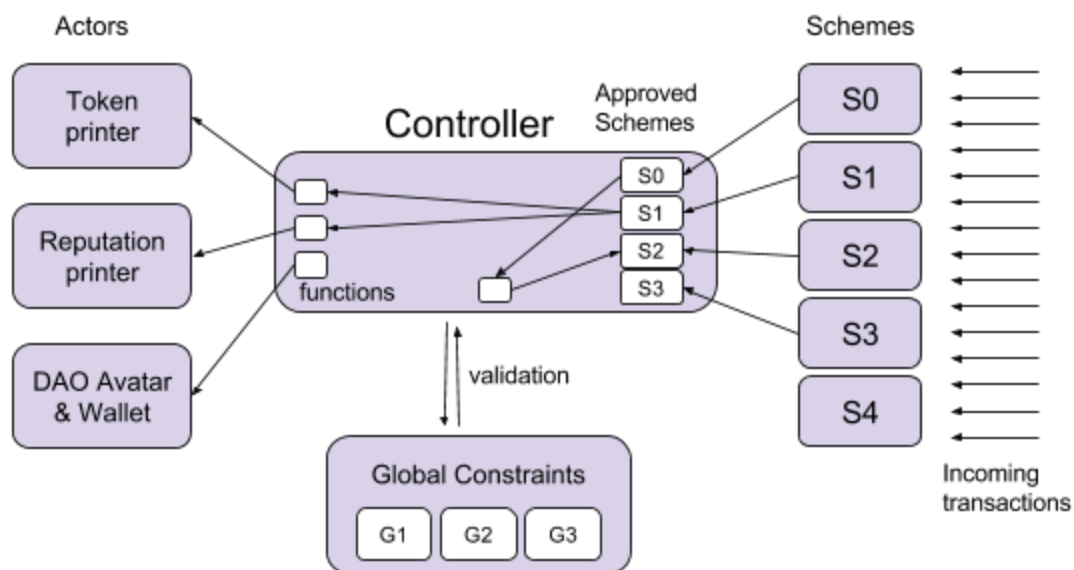 Actors
Schemes
Token
printer
Reputation
printer
DAO Avatar
& Wallet
Controller
Approved
Schemes
S0
S1
S2
S3
functions
validation
Global Constraints
G1
G2
G3
S0
S1
S2
S3
S4
Incoming
transactions